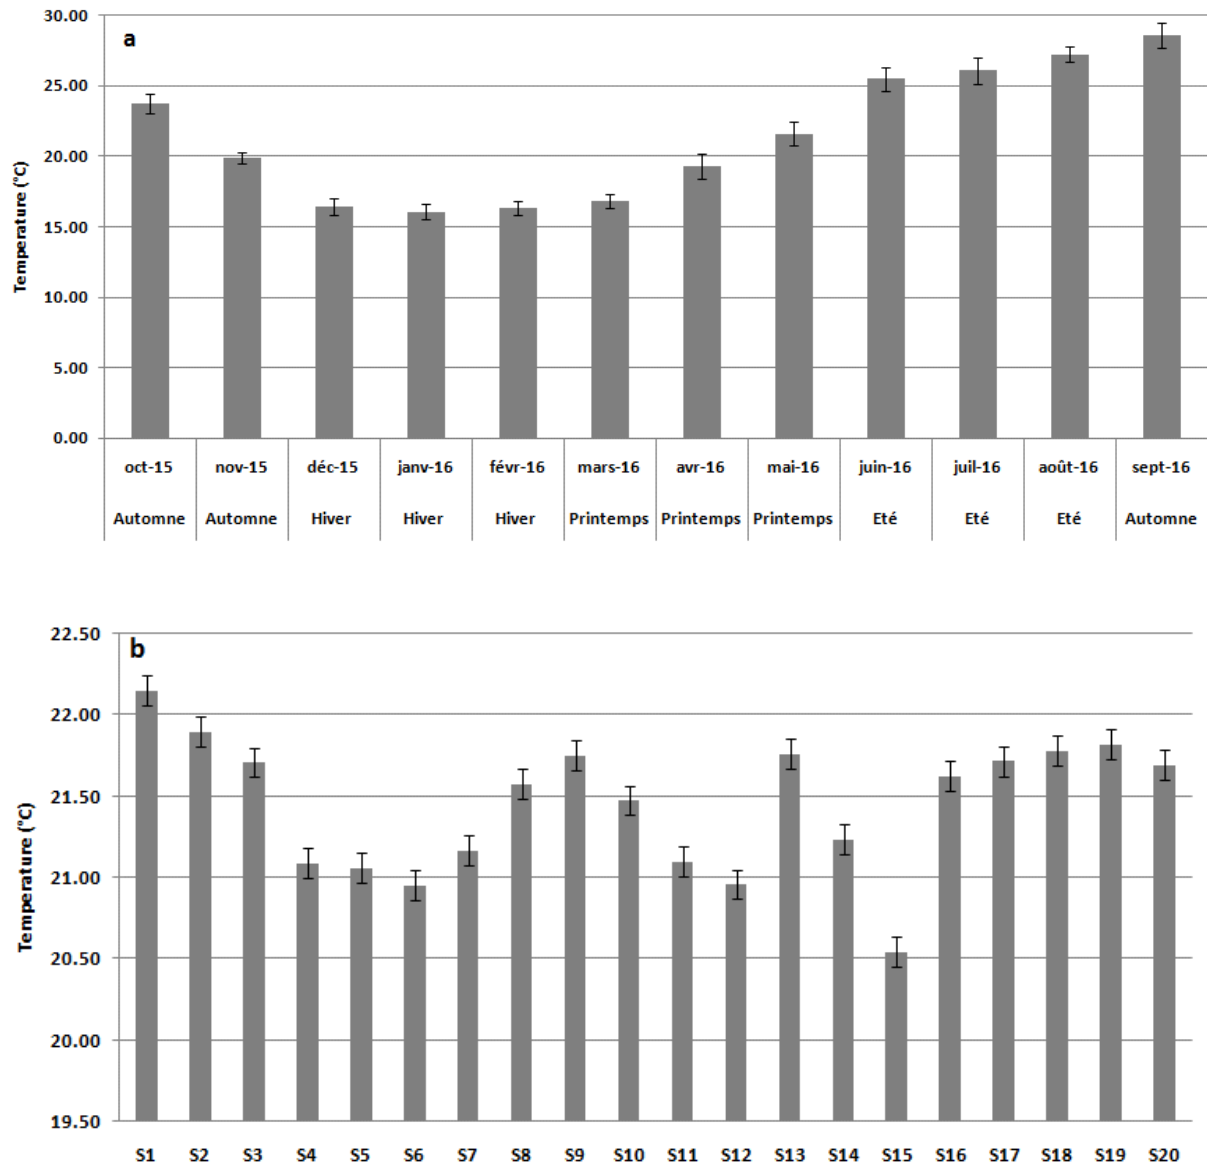 a
Temperature (°C)
30.00
25.00
20.00
15.00
10.00
5.00
0.00
oct-15 nov-15 déc-15 janv-16 févr-16 mars-16 avr-16 mai-16 juin-16 juil-16 août-16 sept-16
Automne Automne Hiver Hiver Hiver Printemps Printemps Printemps Eté Eté Eté Automne
b
Temperature (°C)
22.50
22.00
21.50
21.00
20.50
20.00
19.50
S1 S2 S3 S4 S5 S6 S7 S8 S9 S10 S11 S12 S13 S14 S15 S16 S17 S18 S19 S20